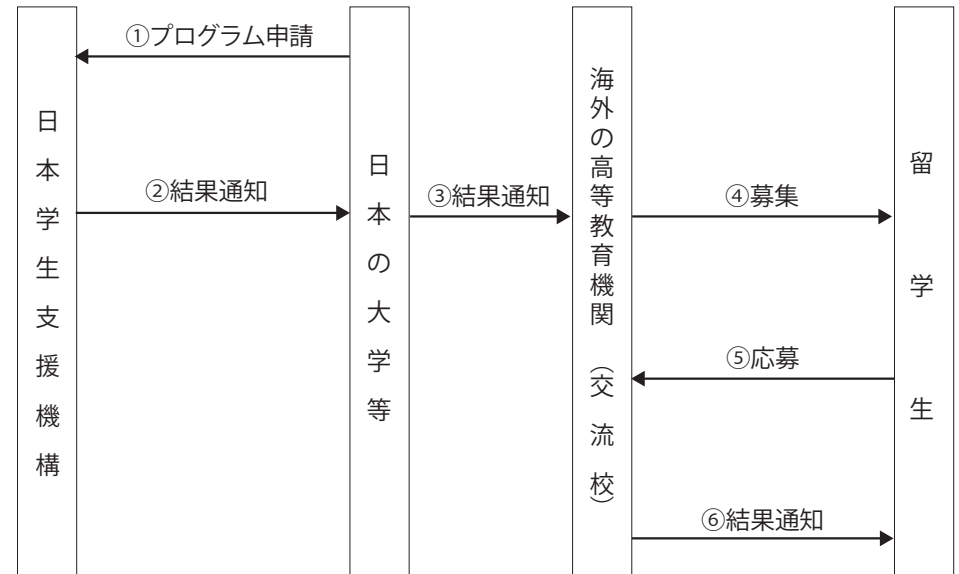 ①プログラム申請
日本学生支援機構
②結果通知
日本の大学等
③結果通知
海外の高等教育機関（交流校）
④募集
⑤応募
⑥結果通知
留学生